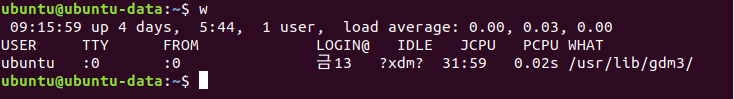 ubuntu@ubuntu-data:~$ w
 09:15:59 up 4 days,  5:44,  1 user,  load average: 0.00, 0.03, 0.00
USER     TTY      FROM             LOGIN@   IDLE   JCPU   PCPU WHAT
ubuntu   :0       :0               금13   ?xdm?  31:59   0.02s /usr/lib/gdm3/
ubuntu@ubuntu-data:~$